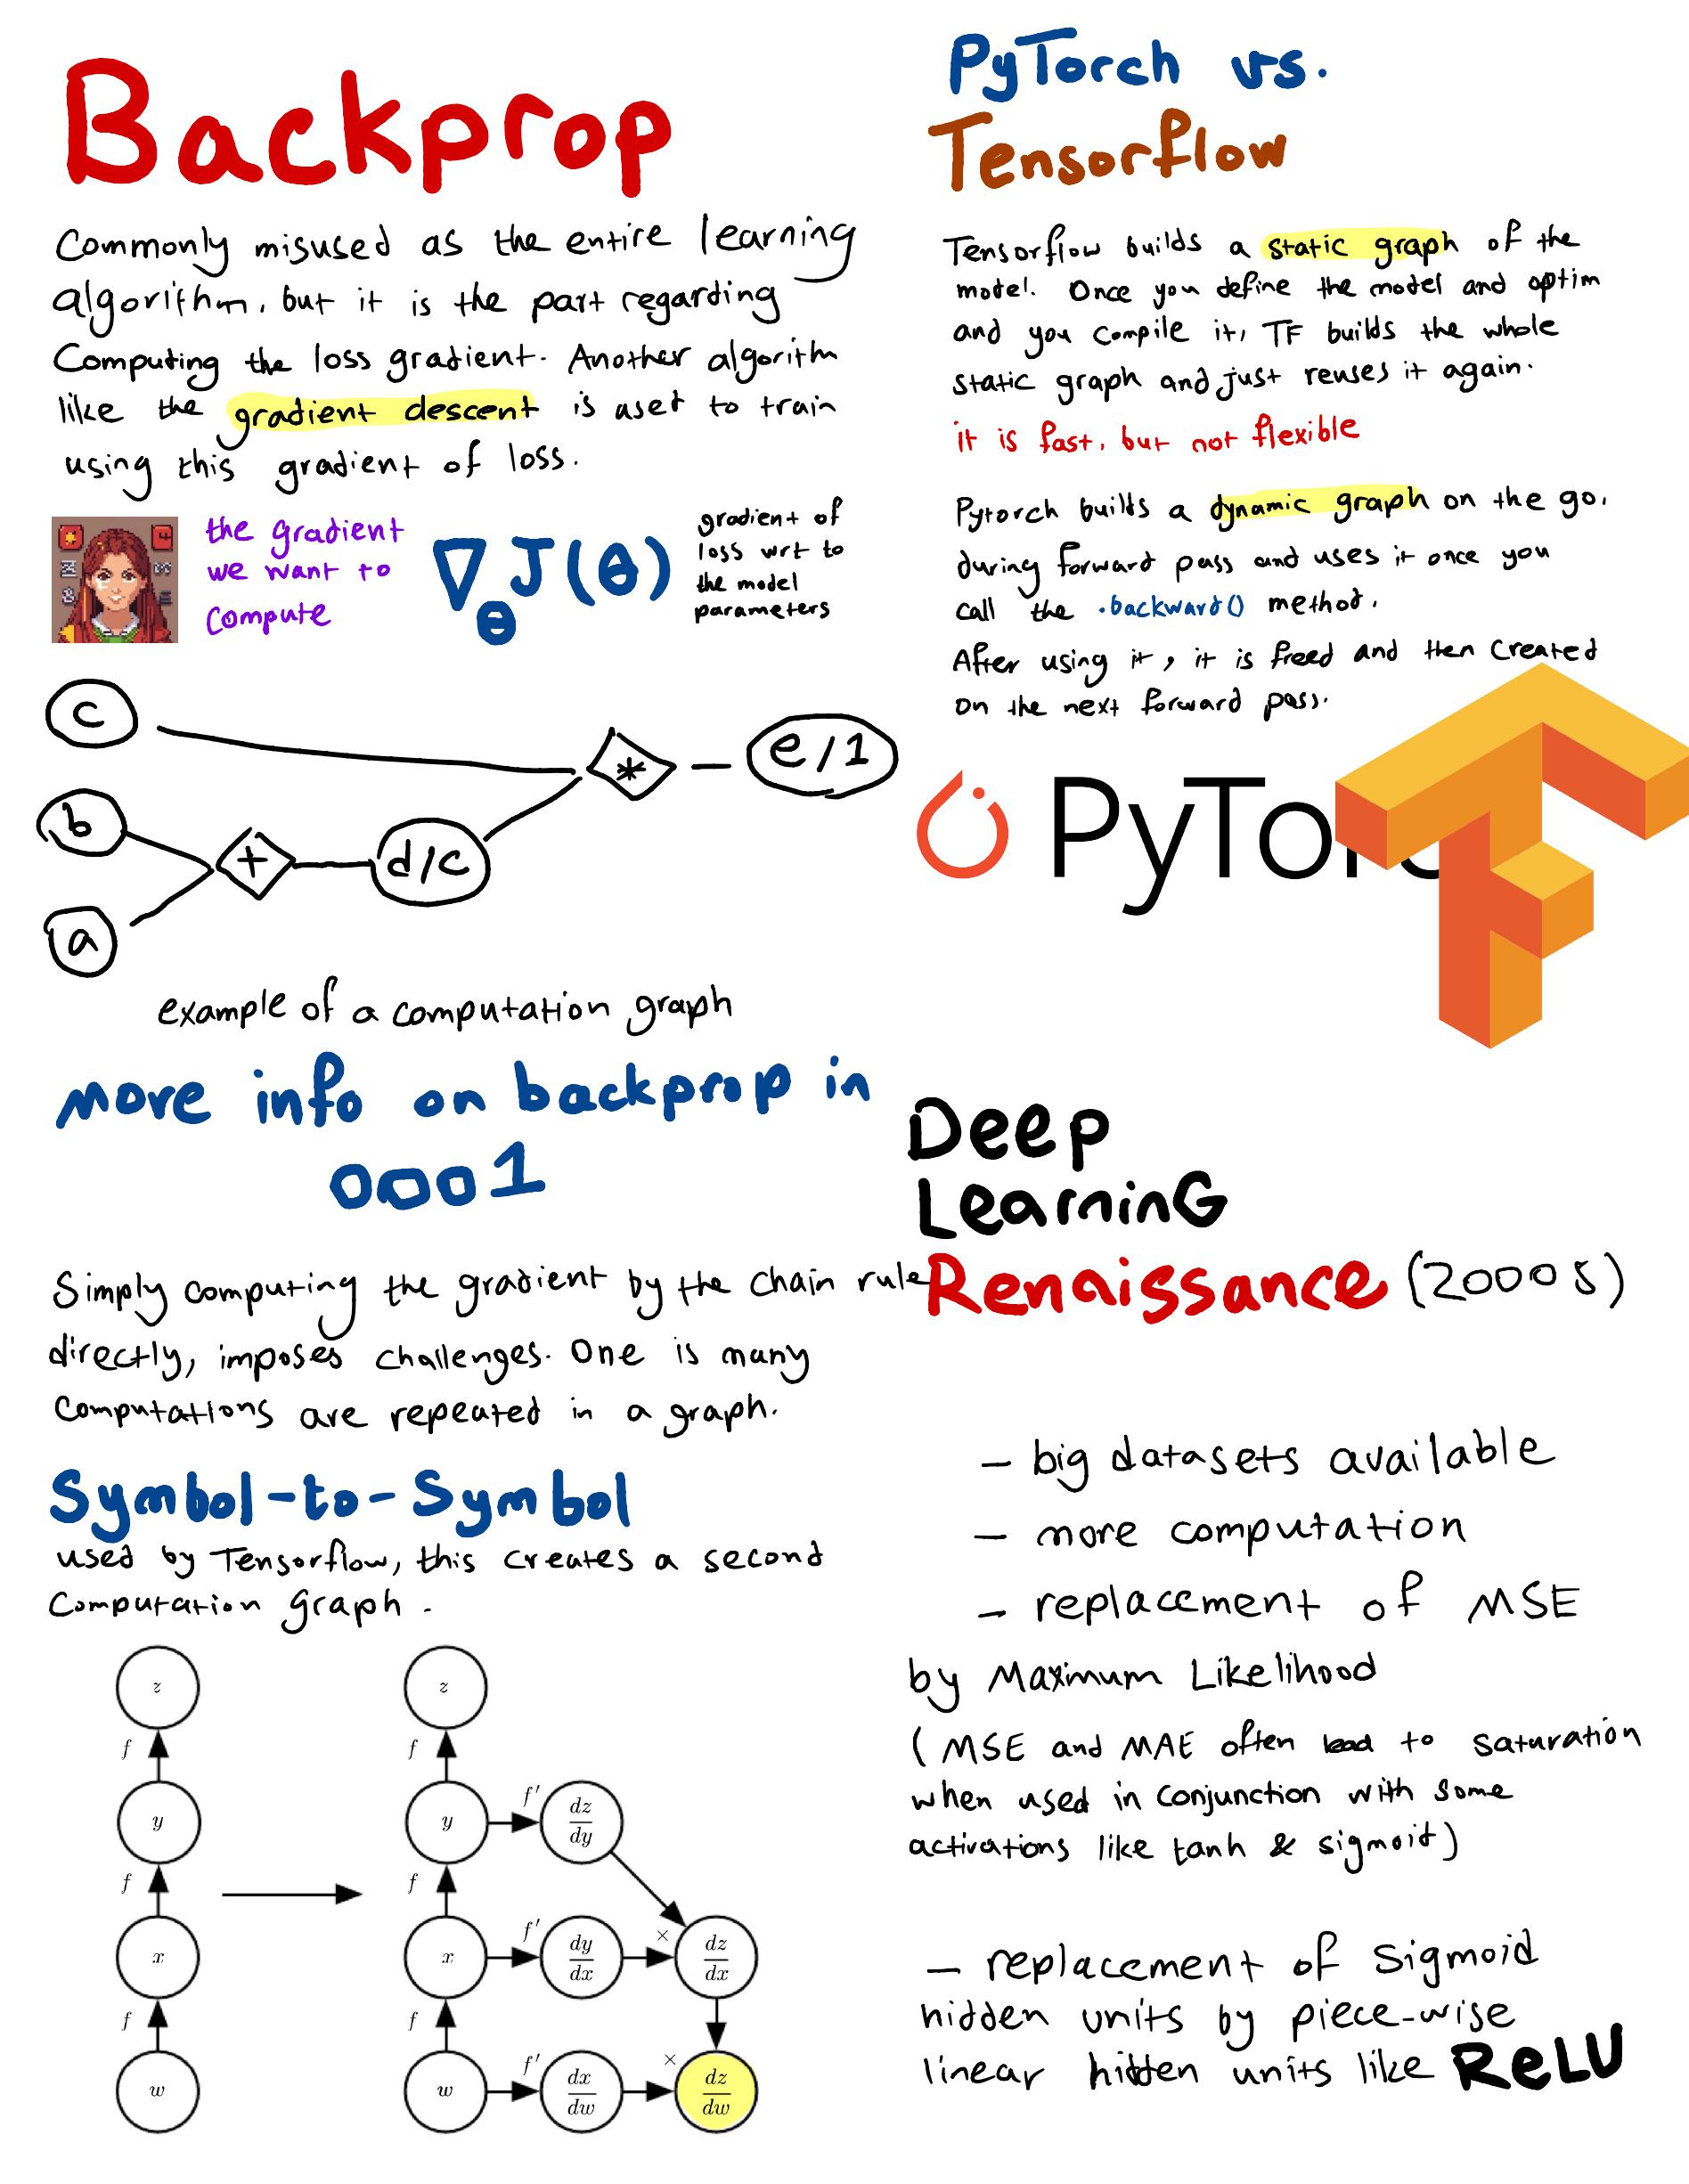 Backprop
Commonly misused as the entire learning
algorithm, but it is the part regarding
Computing the loss gradient. Another algorithm
like the gradient descent is used to train
using this gradient of loss.
the gradient
we want to
compute
∇θ J(θ)
gradient of
loss wrt to
the model
parameters
c
b
a
+
d/c
*
e/1
example of a computation graph
More info on backprop in
0001
Simply computing the gradient by the chain rule
directly, imposes challenges. One is many
computations are repeated in a graph.
Symbol-to-Symbol
used by Tensorflow, this creates a second
Computation graph.
z
f
y
f
x
f
w
z
f
y
f'
dz/dy
f
x
f'
dy/dx
×
dz/dx
f
w
f'
dx/dw
×
dz/dw
PyTorch vs.
Tensorflow
Tensorflow builds a static graph of the
model. Once you define the model and optim
and you compile it, TF builds the whole
static graph and just reuses it again.
it is fast, but not flexible
Pytorch builds a dynamic graph on the go,
during forward pass and uses it once you
call the .backward() method.
After using it, it is freed and then created
on the next forward pass.
PyTorc
Deep
Learning
Renaissance (2000s)
- big datasets available
- more computation
- replacement of MSE
by Maximum Likelihood
(MSE and MAE often lead to saturation
when used in conjunction with some
activations like tanh & sigmoid)
- replacement of Sigmoid
hidden units by piece-wise
linear hidden units like ReLU